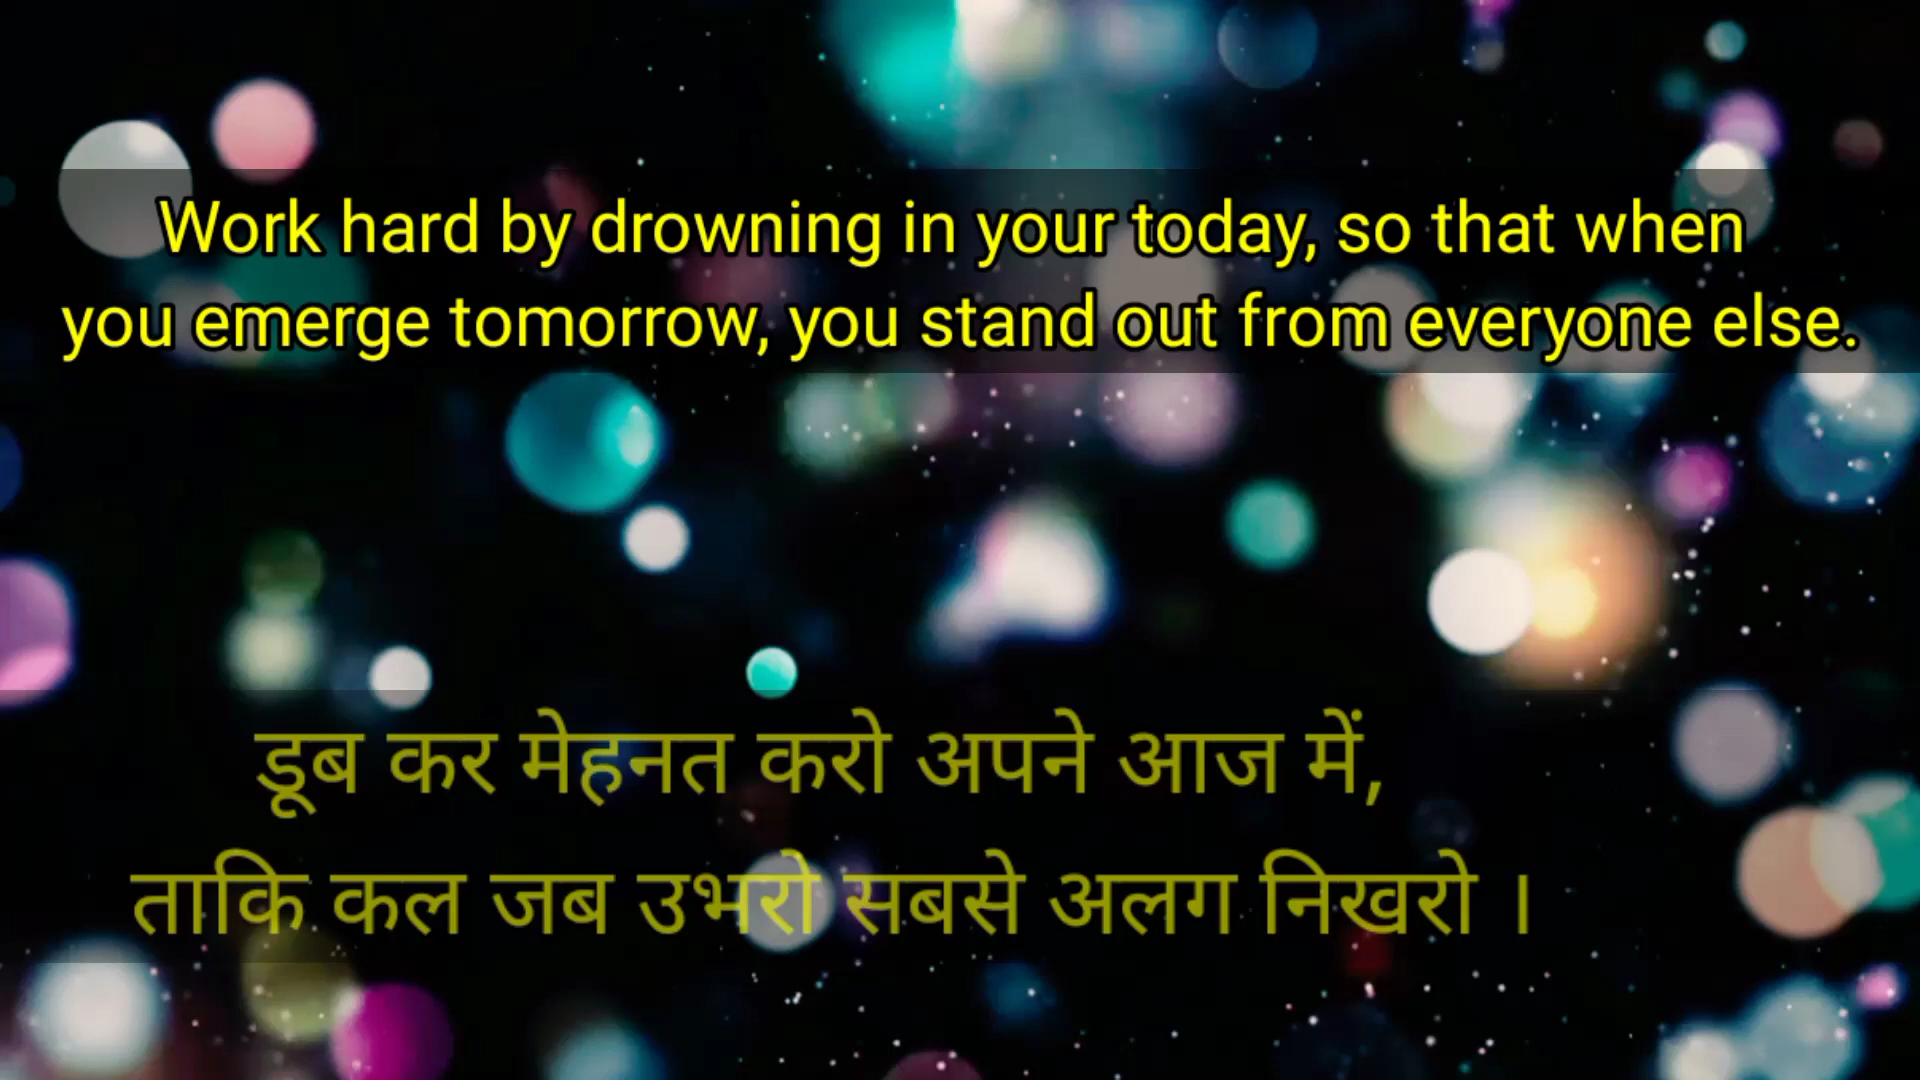 Work hard by drowning in your today, so that when
you emerge tomorrow, you stand out from everyone else.
डूब कर मेहनत करो अपने आज में,
ताकि कल जब उभरो सबसे अलग निखरो ।